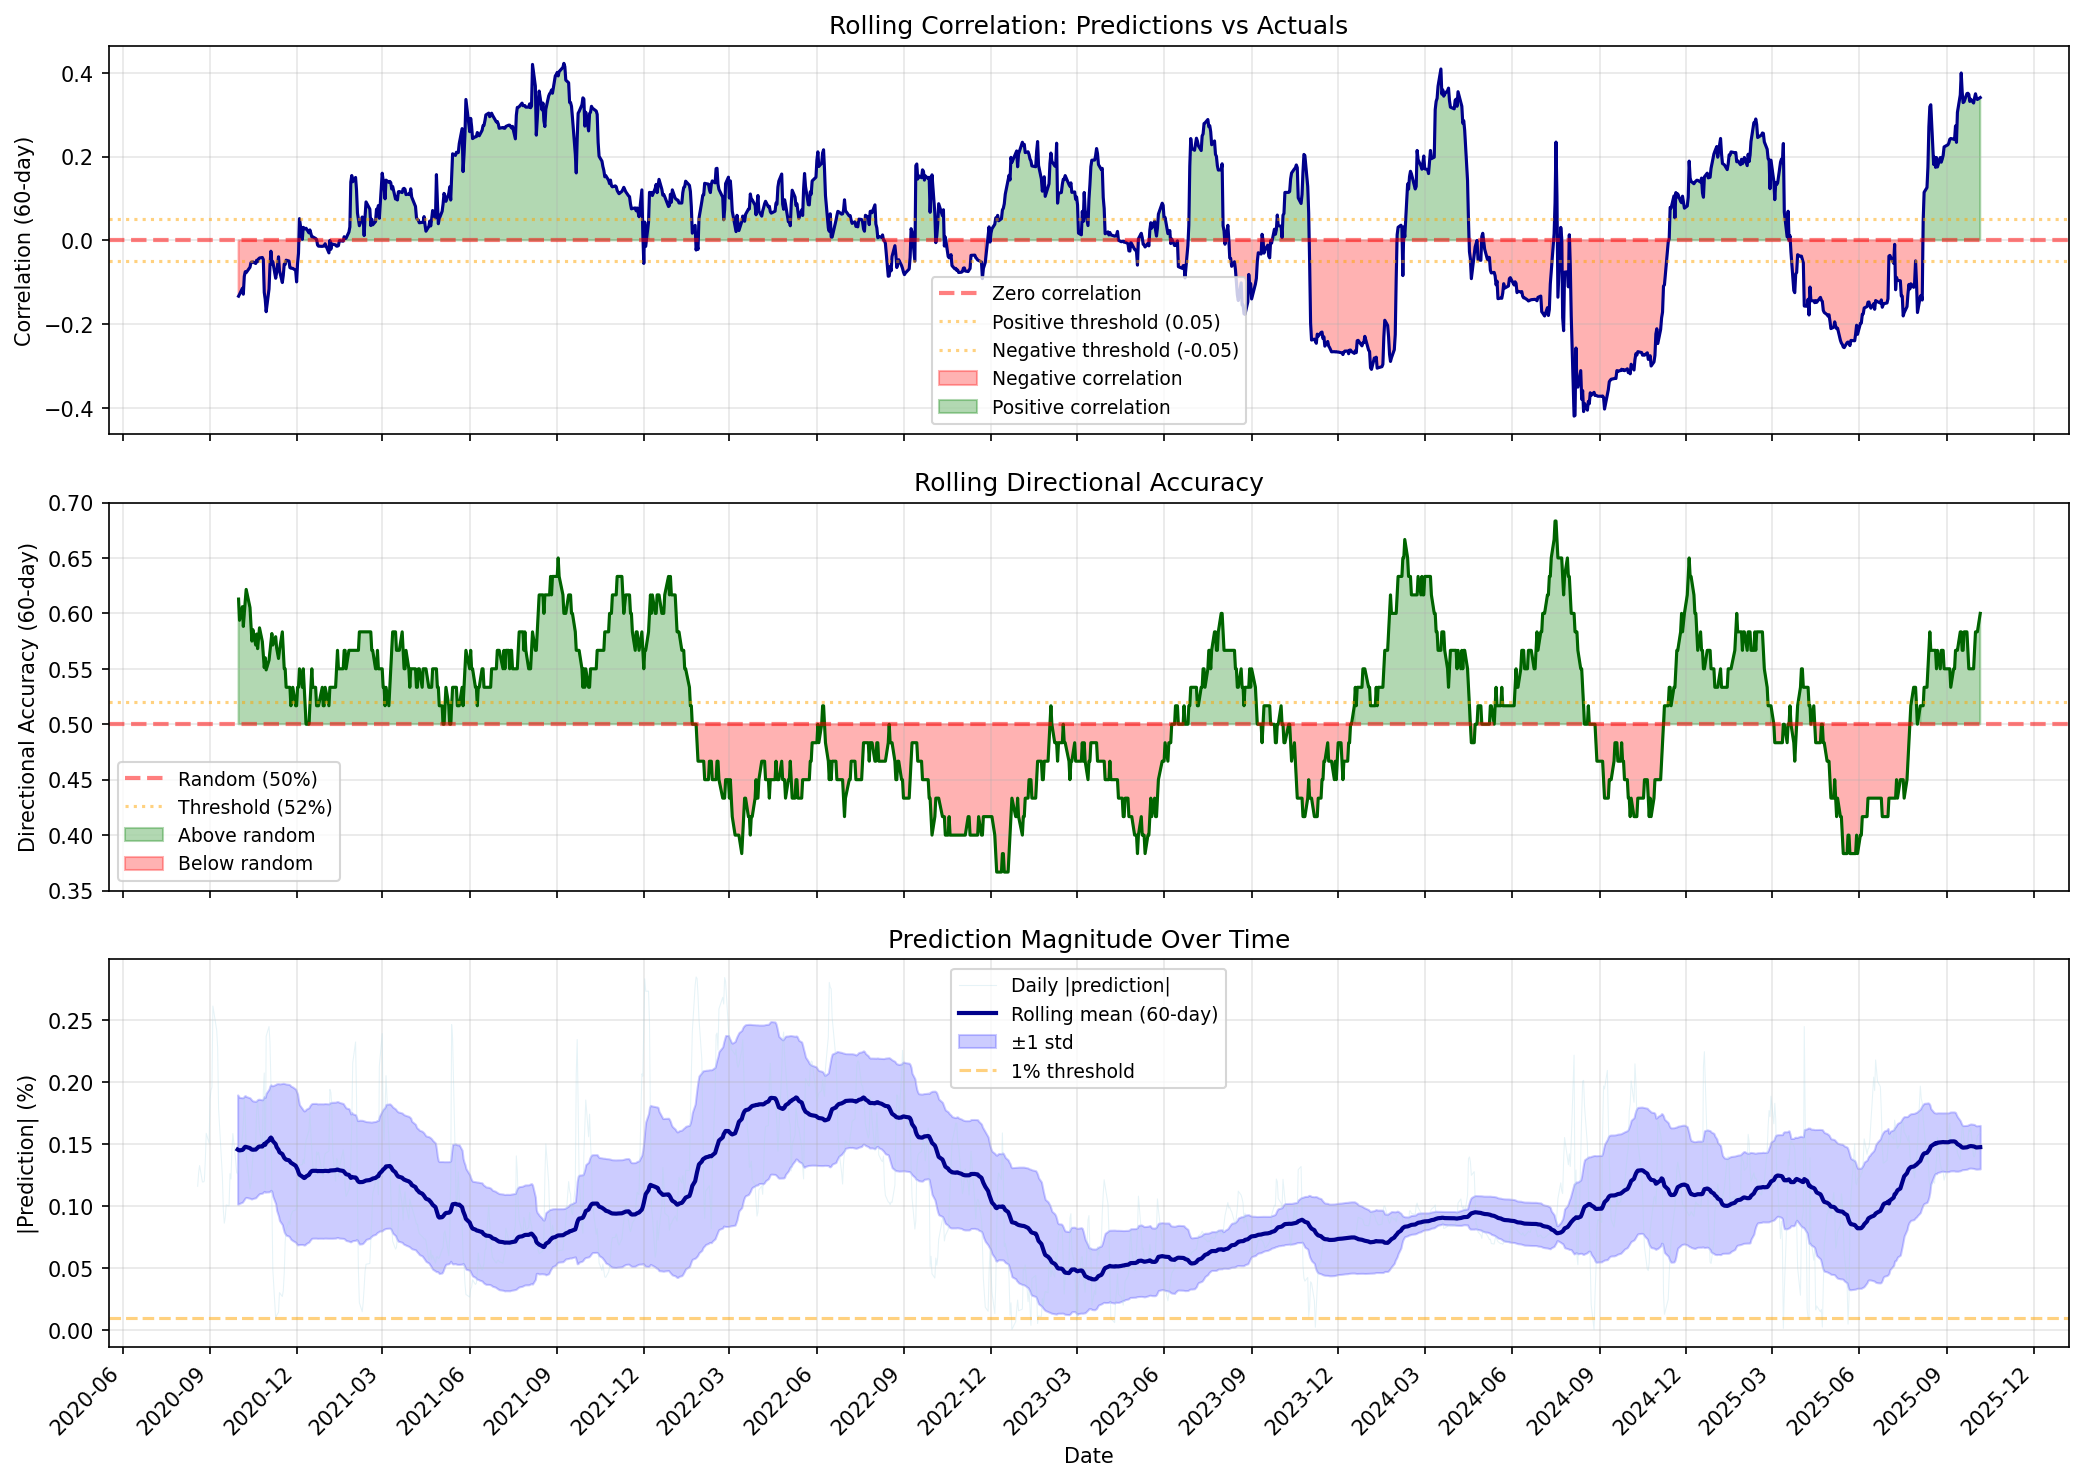 Rolling Correlation: Predictions vs Actuals
Correlation (60-day)
0.4
0.2
0.0
−0.2
−0.4
Zero correlation
Positive threshold (0.05)
Negative threshold (-0.05)
Negative correlation
Positive correlation
Rolling Directional Accuracy
Directional Accuracy (60-day)
0.70
0.65
0.60
0.55
0.50
0.45
0.40
0.35
Random (50%)
Threshold (52%)
Above random
Below random
Prediction Magnitude Over Time
|Prediction| (%)
0.25
0.20
0.15
0.10
0.05
0.00
Daily |prediction|
Rolling mean (60-day)
±1 std
1% threshold
2020-06
2020-09
2020-12
2021-03
2021-06
2021-09
2021-12
2022-03
2022-06
2022-09
2022-12
2023-03
2023-06
2023-09
2023-12
2024-03
2024-06
2024-09
2024-12
2025-03
2025-06
2025-09
2025-12
Date